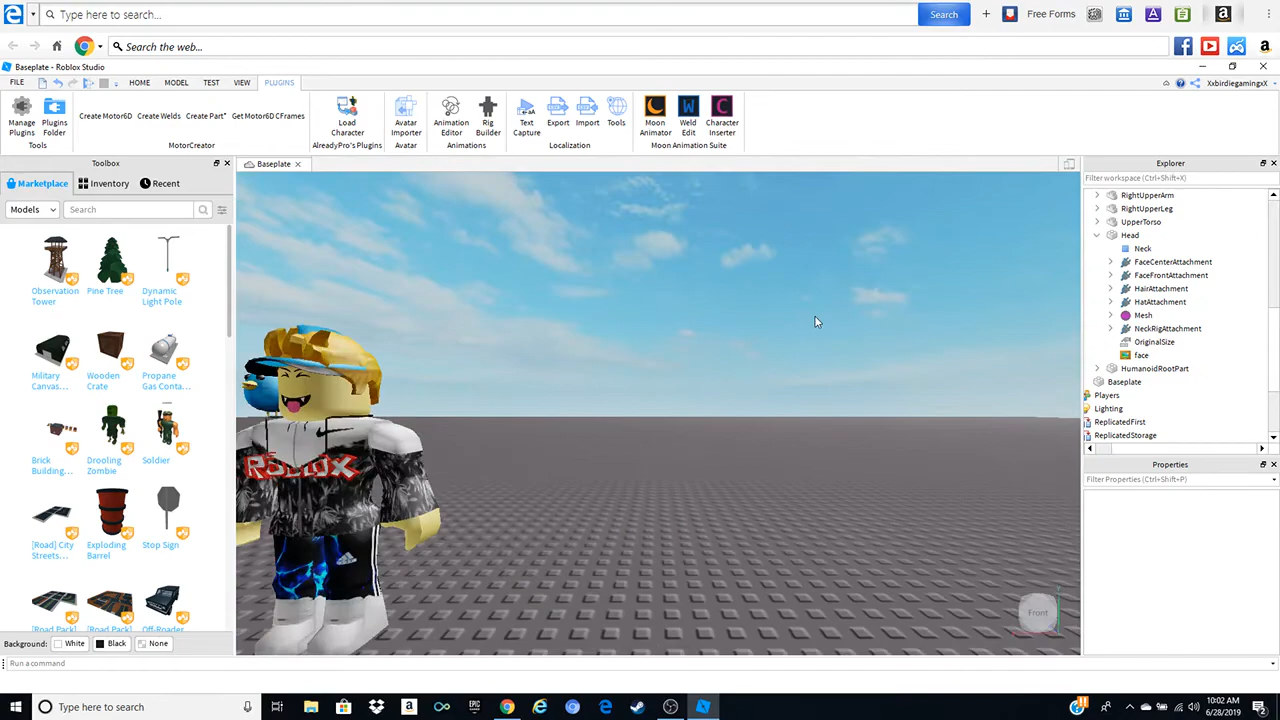 Type here to search...
Search
Free Forms
Search the web...
Baseplate - Roblox Studio
FILE
HOME
MODEL
TEST
VIEW
PLUGINS
XxbirdiegamingxX
Manage Plugins
Plugins Folder
Tools
Create Motor6D
Create Welds
Create Part*
Get Motor6D CFrames
MotorCreator
Load Character
AlreadyPro's Plugins
Avatar Importer
Avatar
Animation Editor
Rig Builder
Animations
Text Capture
Export
Import
Tools
Localization
Moon Animator
Weld Edit
Character Inserter
Moon Animation Suite
Toolbox
Marketplace
Inventory
Recent
Models
Search
Observation Tower
Pine Tree
Dynamic Light Pole
Military Canvas...
Wooden Crate
Propane Gas Conta...
Brick Building...
Drooling Zombie
Soldier
[Road] City Streets...
Exploding Barrel
Stop Sign
[Road Pack]
[Road Pack]
Off-Roader
Background:
White
Black
None
Run a command
Baseplate
ROBLOX
Front
Explorer
Filter workspace (Ctrl+Shift+X)
RightUpperArm
RightUpperLeg
UpperTorso
Head
Neck
FaceCenterAttachment
FaceFrontAttachment
HairAttachment
HatAttachment
Mesh
NeckRigAttachment
OriginalSize
face
HumanoidRootPart
Baseplate
Players
Lighting
ReplicatedFirst
ReplicatedStorage
Properties
Filter Properties (Ctrl+Shift+P)
Type here to search
10:02 AM
6/28/2019